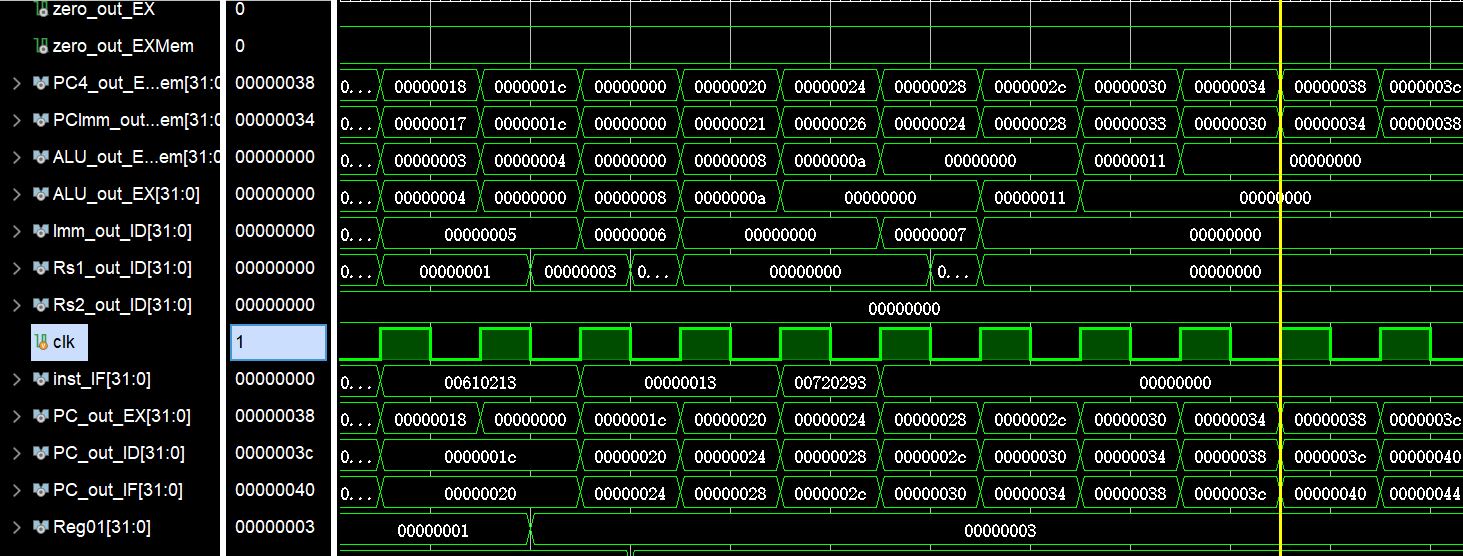 zero_out_EX 0
zero_out_EXMem 0
PC4_out_E...em[31:0 00000038 0... 00000018 0000001c 00000000 00000020 00000024 00000028 0000002c 00000030 00000034 00000038 0000003c
PCImm_out...em[31:0 00000034 0... 00000017 0000001c 00000000 00000021 00000026 00000024 00000028 00000033 00000030 00000034 00000038
ALU_out_E...em[31:0 00000000 0... 00000003 00000004 00000000 00000008 0000000a 00000000 00000011 00000000
ALU_out_EX[31:0] 00000000 0... 00000004 00000000 00000008 0000000a 00000000 00000011 00000000
Imm_out_ID[31:0] 00000000 0... 00000005 00000006 00000000 00000007 00000000
Rs1_out_ID[31:0] 00000000 0... 00000001 00000003 0... 00000000 0... 00000000
Rs2_out_ID[31:0] 00000000 00000000
clk 1
inst_IF[31:0] 00000000 0... 00610213 00000013 00720293 00000000
PC_out_EX[31:0] 00000038 0... 00000018 00000000 0000001c 00000020 00000024 00000028 0000002c 00000030 00000034 00000038 0000003c
PC_out_ID[31:0] 0000003c 0... 0000001c 00000020 00000024 00000028 0000002c 00000030 00000034 00000038 0000003c 00000040
PC_out_IF[31:0] 00000040 0... 00000020 00000024 00000028 0000002c 00000030 00000034 00000038 0000003c 00000040 00000044
Reg01[31:0] 00000003 00000001 00000003